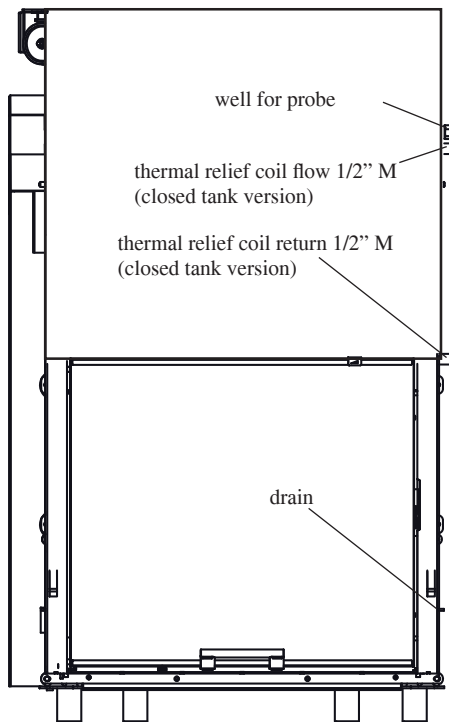 well for probe
thermal relief coil flow 1/2” M
(closed tank version)
thermal relief coil return 1/2” M
(closed tank version)
drain